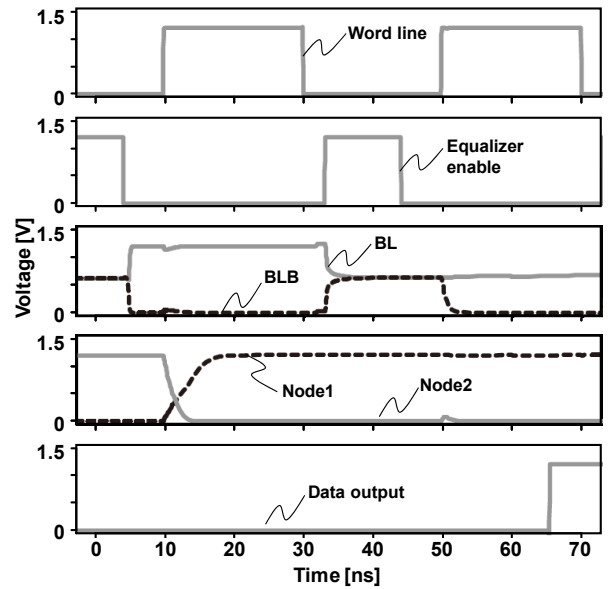 1.5
Word line
0
1.5
Equalizer
enable
0
Voltage [V]
1.5
BL
BLB
0
1.5
Node1
Node2
0
1.5
Data output
0
0 10 20 30 40 50 60 70
Time [ns]